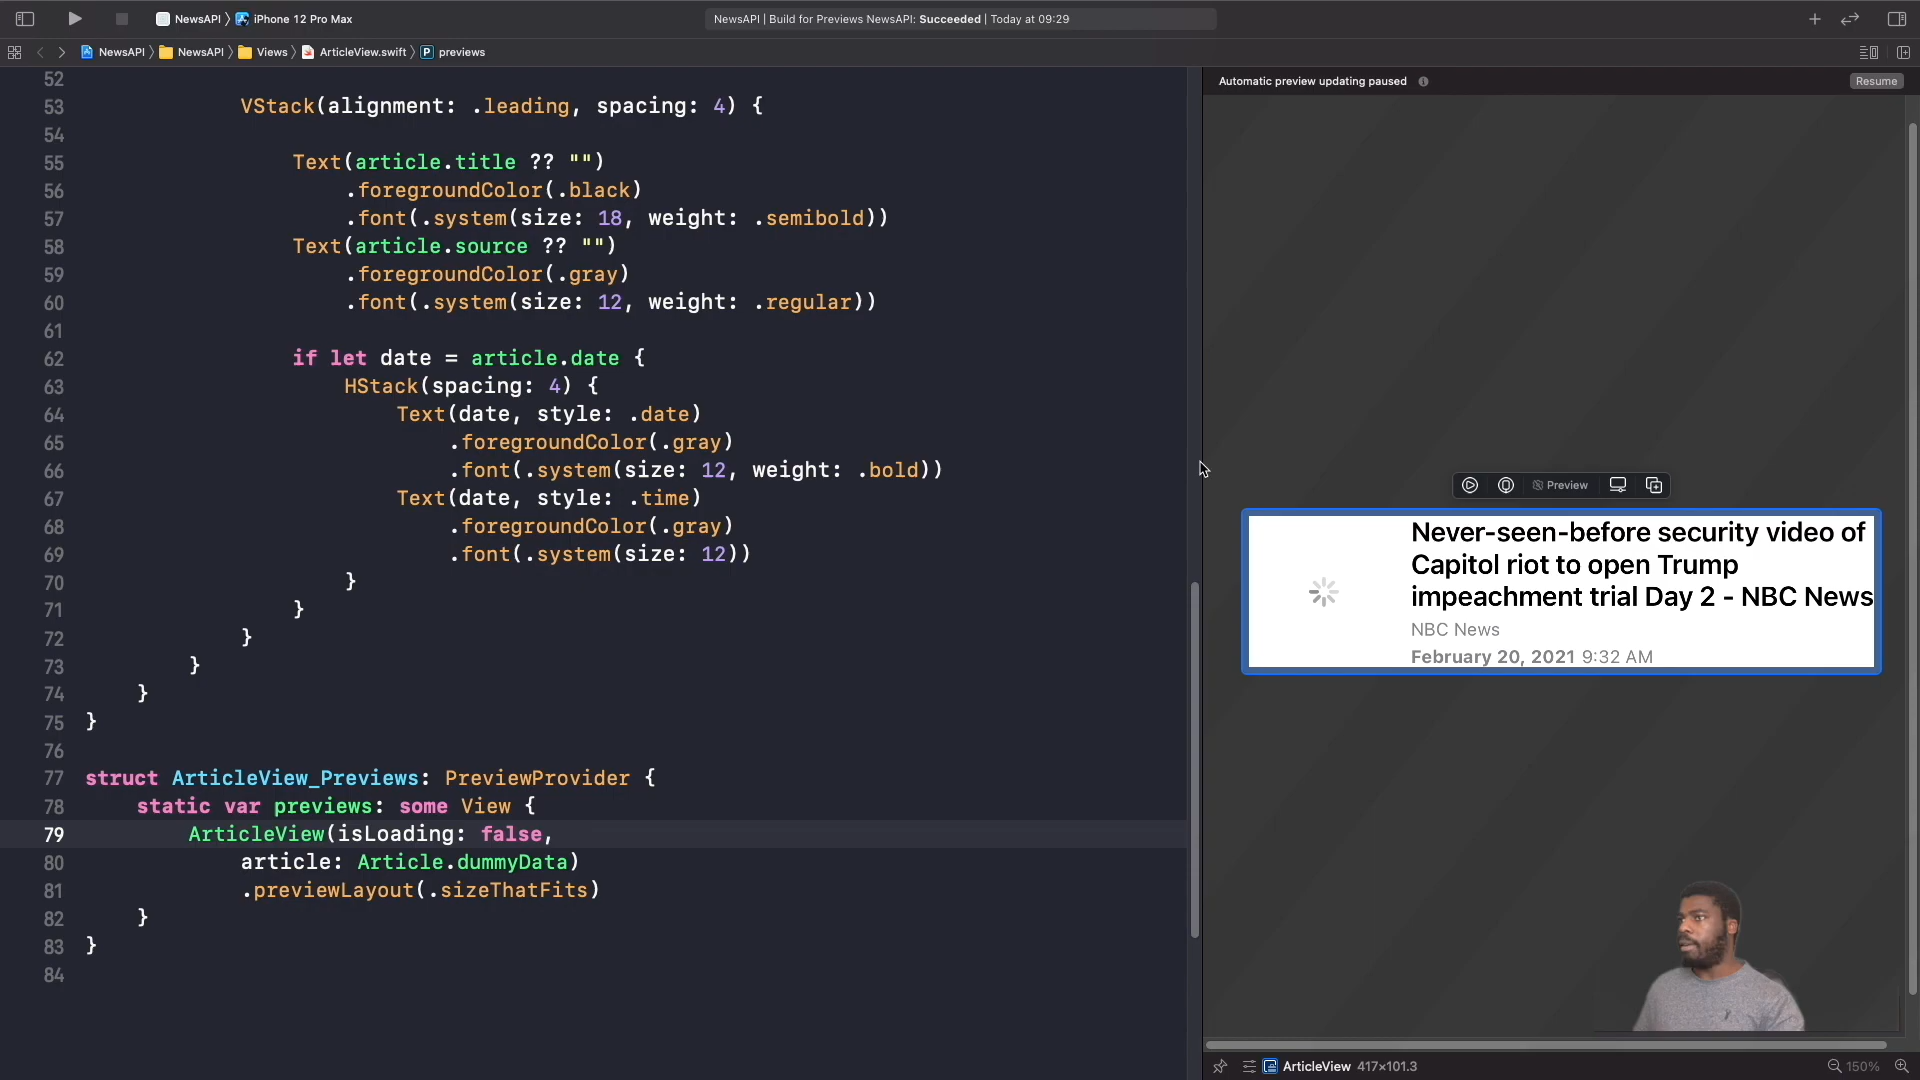 NewsAPI iPhone 12 Pro Max
NewsAPI | Build for Previews NewsAPI: Succeeded | Today at 09:29
NewsAPI NewsAPI Views ArticleView.swift P previews
Automatic preview updating paused
Resume
52
53 VStack(alignment: .leading, spacing: 4) {
54
55 Text(article.title ?? "")
56 .foregroundColor(.black)
57 .font(.system(size: 18, weight: .semibold))
58 Text(article.source ?? "")
59 .foregroundColor(.gray)
60 .font(.system(size: 12, weight: .regular))
61
62 if let date = article.date {
63 HStack(spacing: 4) {
64 Text(date, style: .date)
65 .foregroundColor(.gray)
66 .font(.system(size: 12, weight: .bold))
67 Text(date, style: .time)
68 .foregroundColor(.gray)
69 .font(.system(size: 12))
70 }
71 }
72 }
73 }
74 }
75 }
76
77 struct ArticleView_Previews: PreviewProvider {
78 static var previews: some View {
79 ArticleView(isLoading: false,
80 article: Article.dummyData)
81 .previewLayout(.sizeThatFits)
82 }
83 }
84
Preview
Never-seen-before security video of
Capitol riot to open Trump
impeachment trial Day 2 - NBC News
NBC News
February 20, 2021 9:32 AM
ArticleView 417×101.3
150%